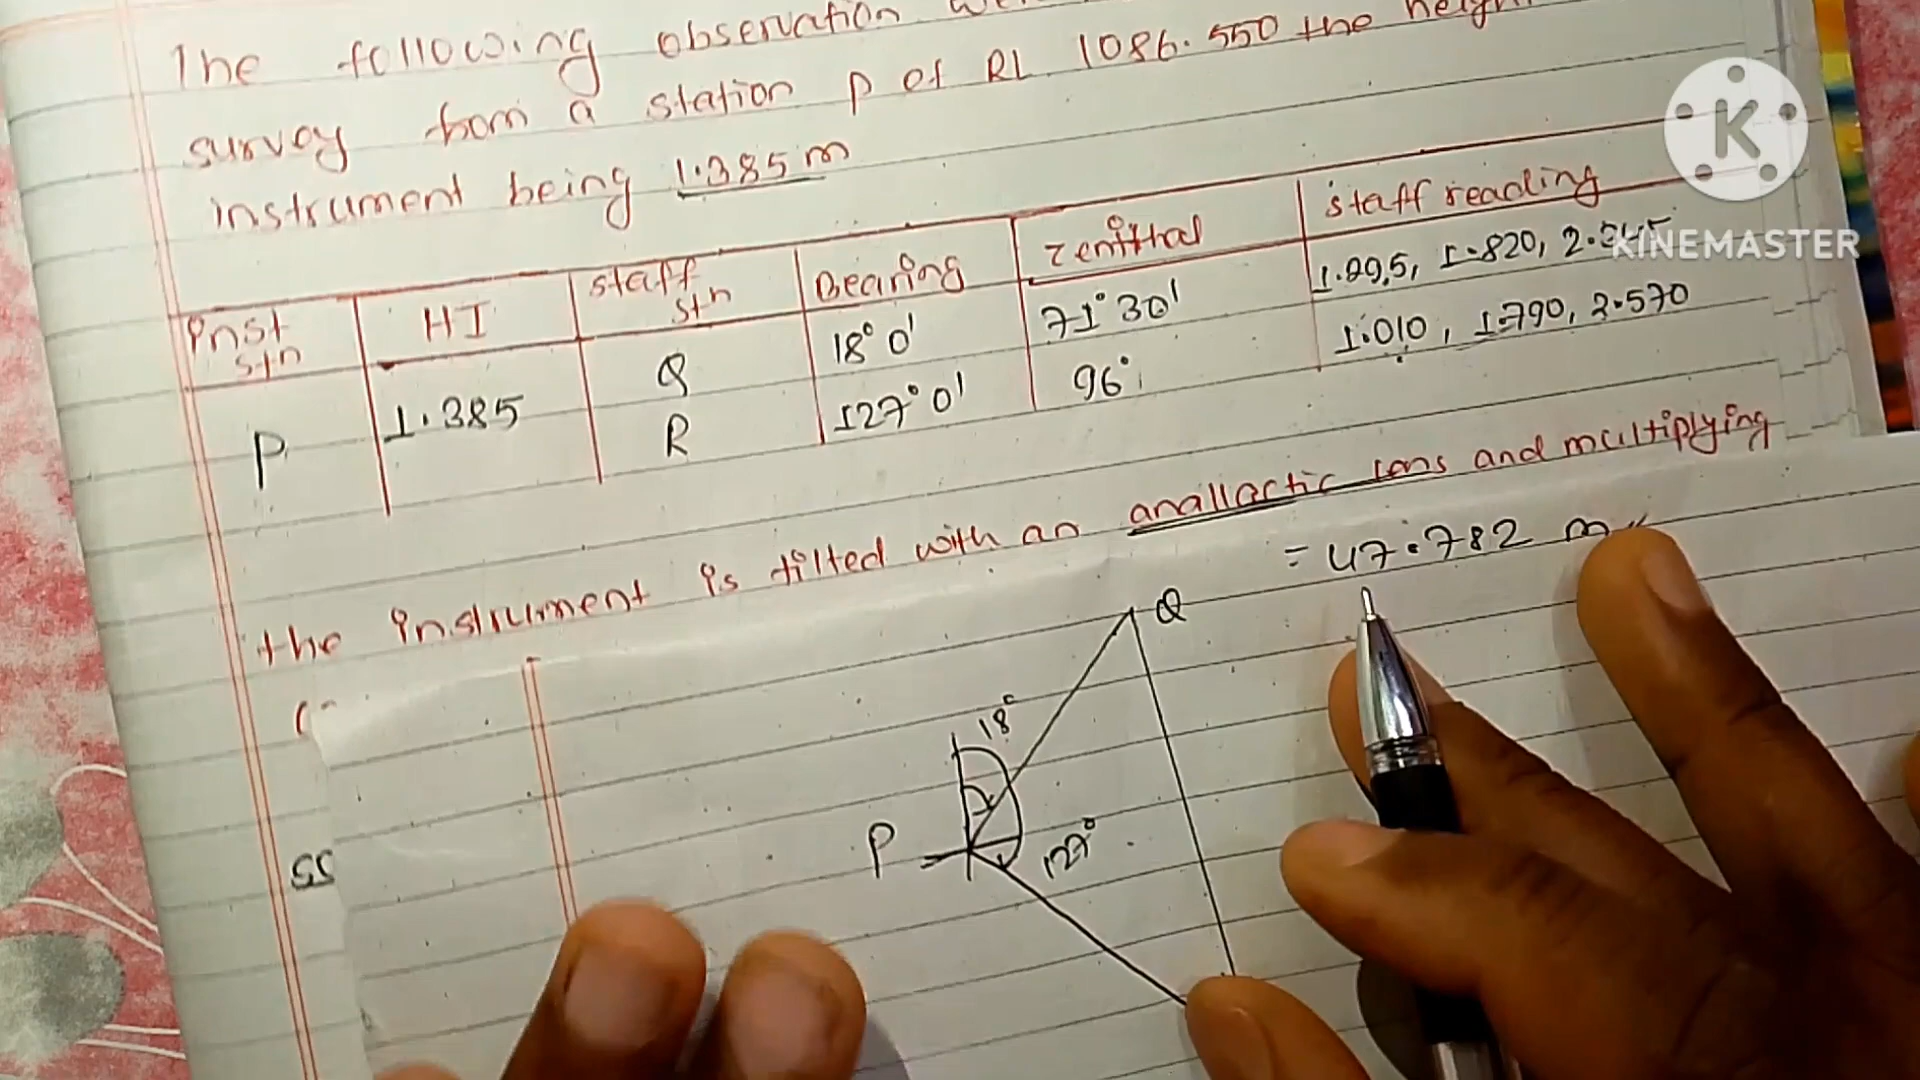 The following observation
survey from a station P of RL 1086.550 the
instrument being 1.385 m
K
KINEMASTER
inst stn HI staff stn Bearing zenithal staff reading
P 1.385 Q 18°0' 71°30' 1.295, 1.820,
R 127°0' 96° 1.010, 1.790, 2.570
the instrument is tilted with an anallactic lens and multiplying
= 47.782 m
Q
18°
P
127°